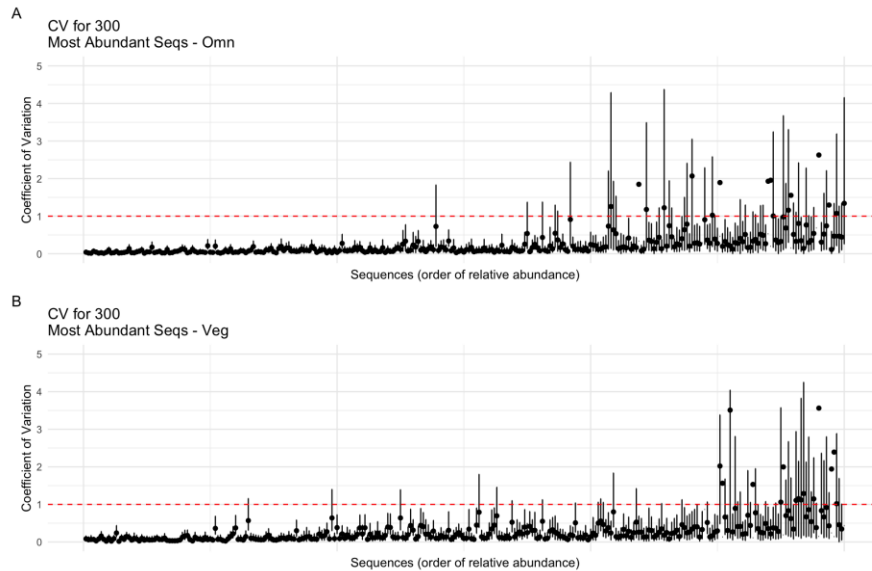 A
CV for 300
Most Abundant Seqs - Omn
5
4
3
2
1
0
Coefficient of Variation
Sequences (order of relative abundance)
B
CV for 300
Most Abundant Seqs - Veg
5
4
3
2
1
0
Coefficient of Variation
Sequences (order of relative abundance)